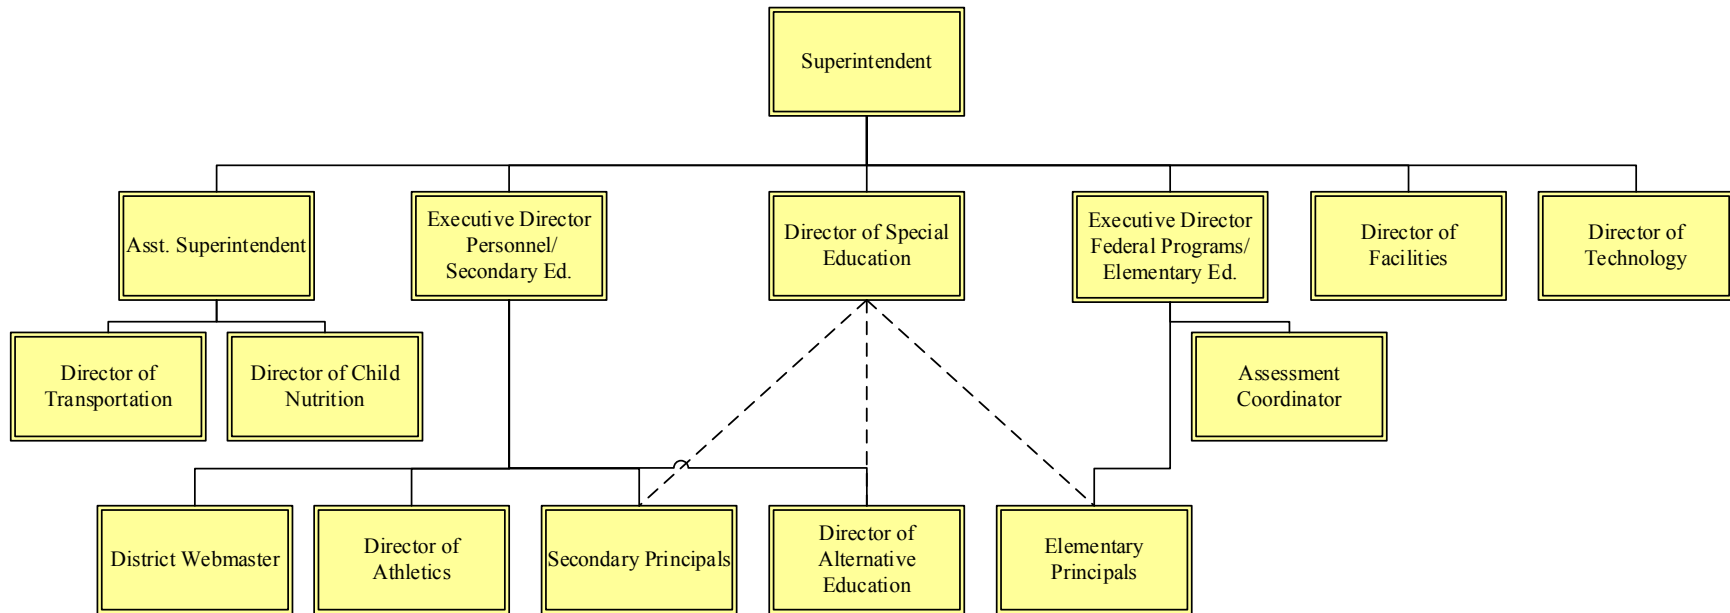 Superintendent
Asst. Superintendent
Executive Director
Personnel/
Secondary Ed.
Director of Special
Education
Executive Director
Federal Programs/
Elementary Ed.
Director of
Facilities
Director of
Technology
Director of
Transportation
Director of Child
Nutrition
Assessment
Coordinator
District Webmaster
Director of
Athletics
Secondary Principals
Director of
Alternative
Education
Elementary
Principals